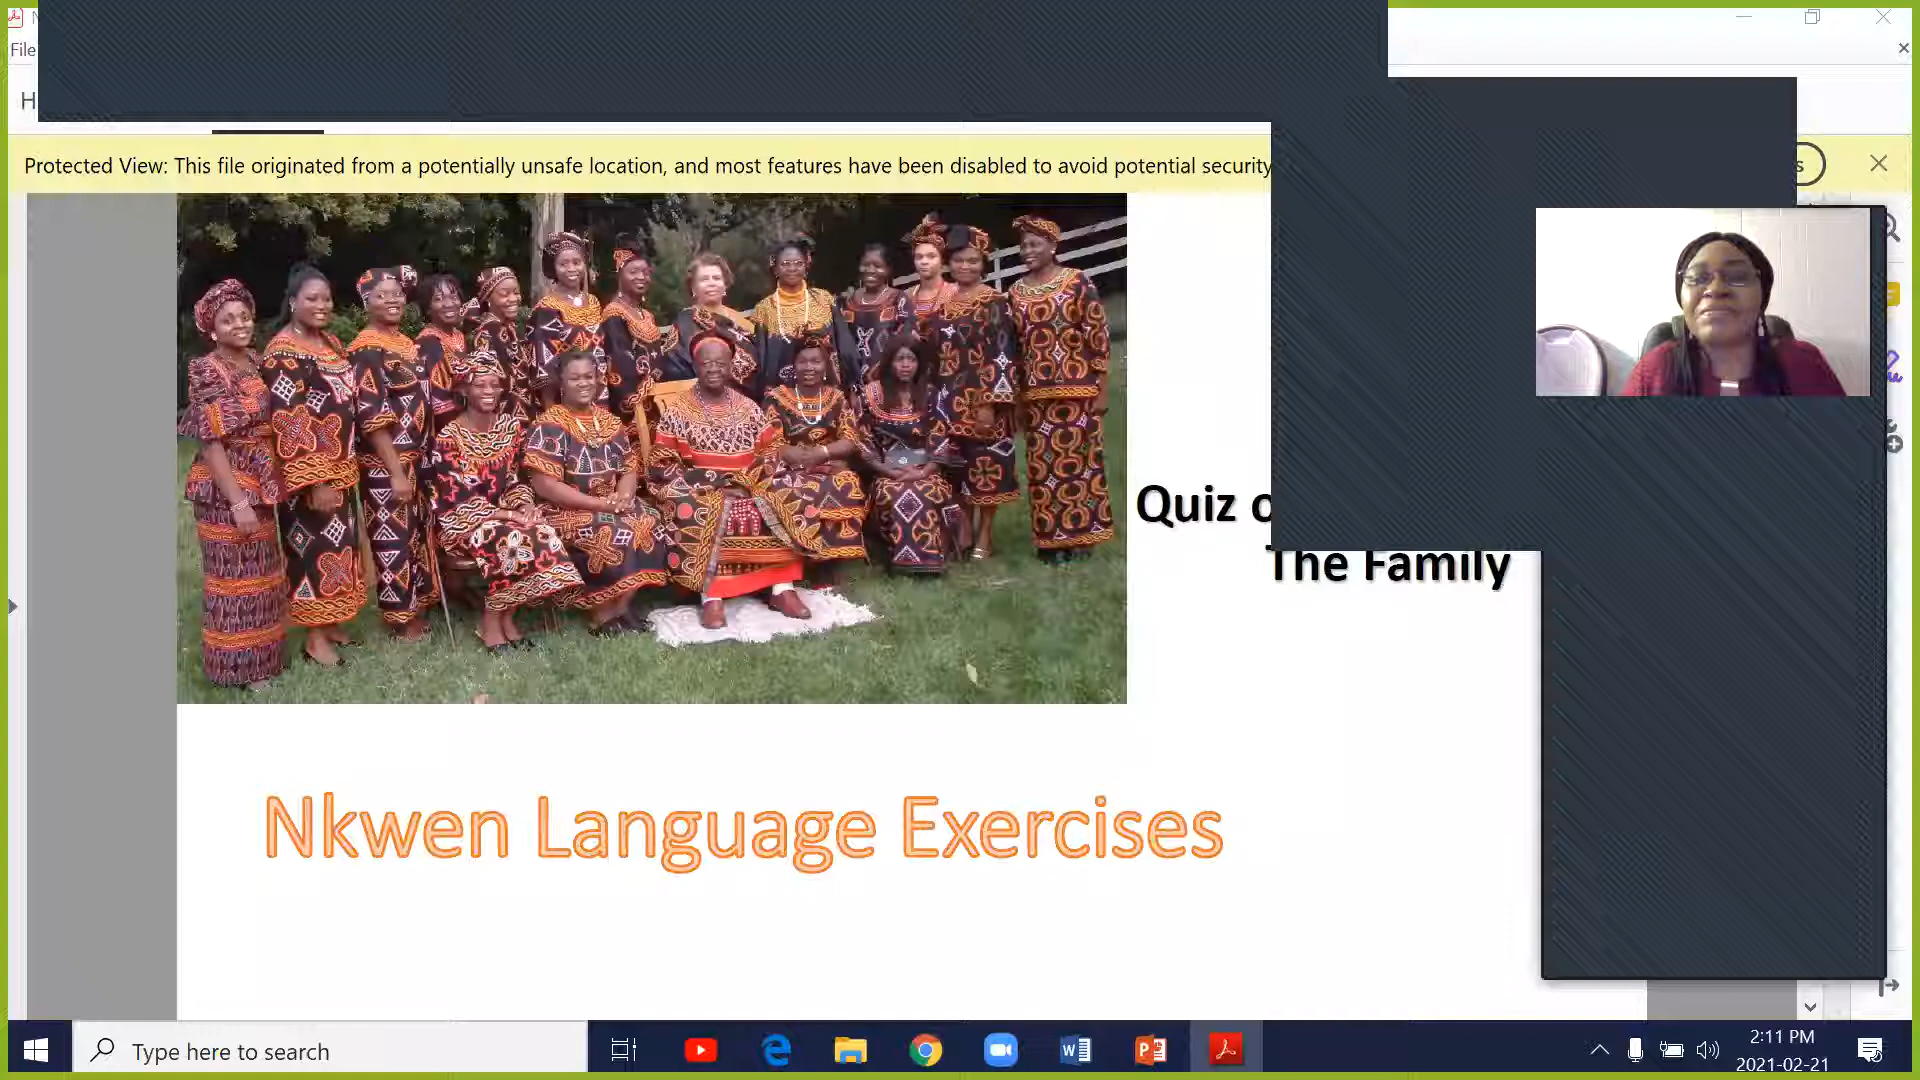 File
Protected View: This file originated from a potentially unsafe location, and most features have been disabled to avoid potential security
Quiz
The Family
Nkwen Language Exercises
Type here to search
2:11 PM
2021-02-21